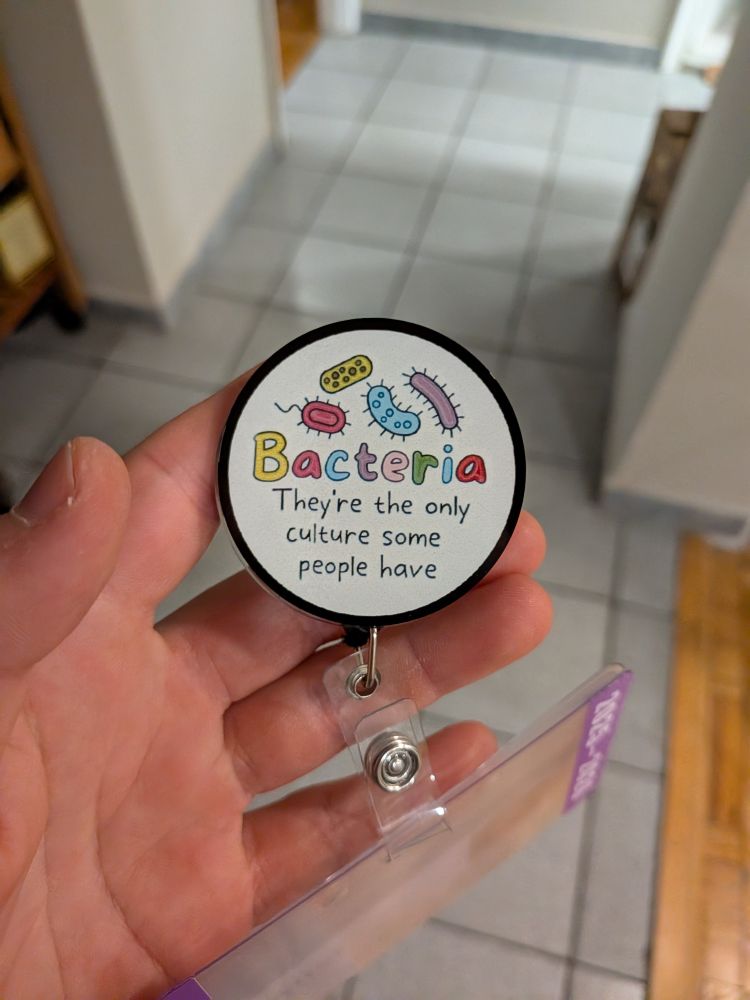 Bacteria
They're the only
culture some
people have